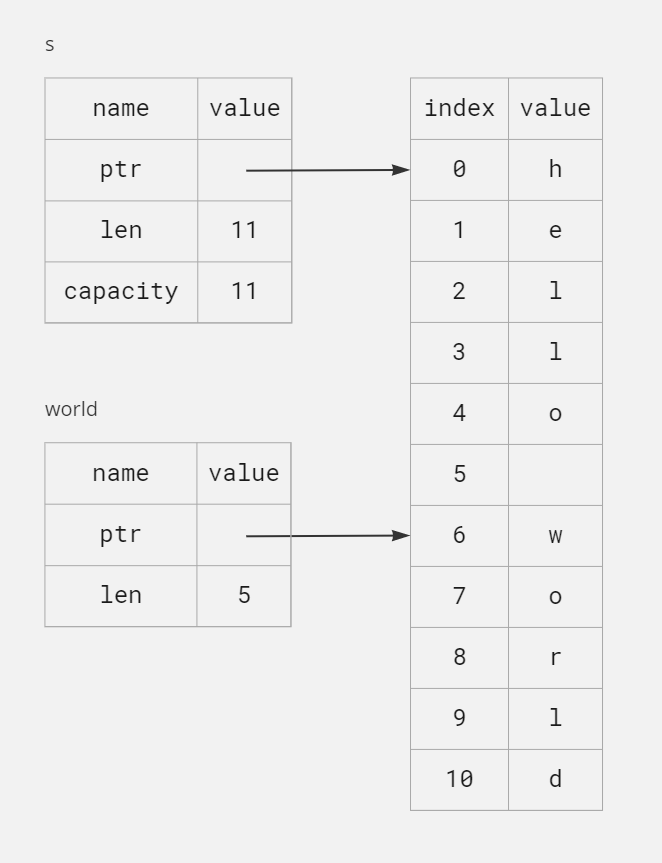 s
name value
ptr
len 11
capacity 11
world
name value
ptr
len 5
index value
0 h
1 e
2 l
3 l
4 o
5
6 w
7 o
8 r
9 l
10 d